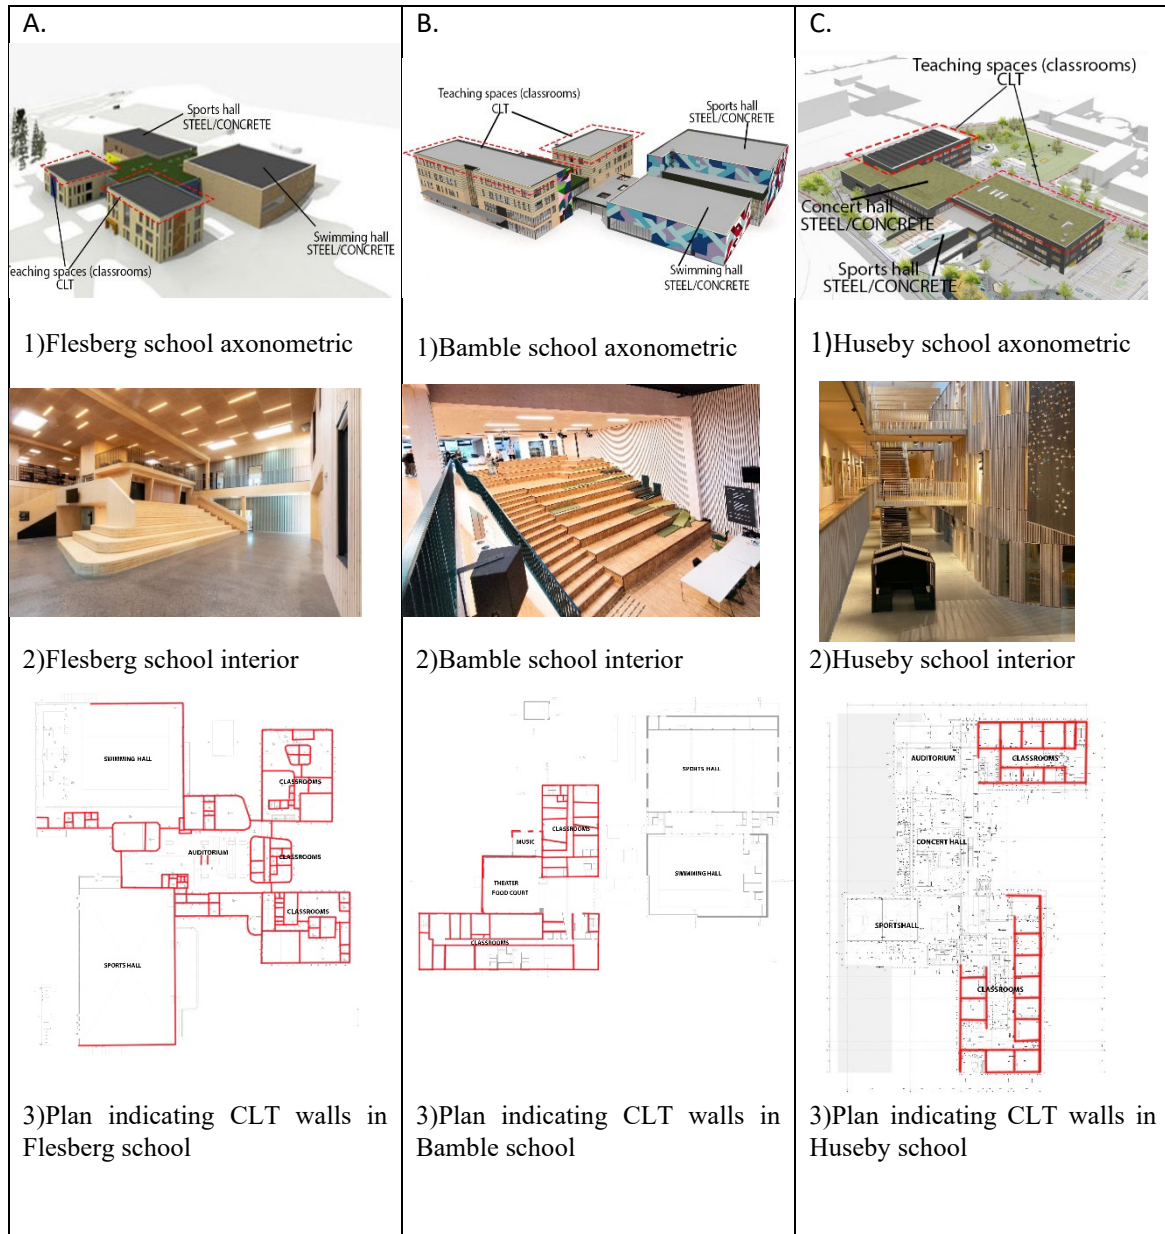 A.
Sports hall
STEEL/CONCRETE
Swimming hall
STEEL/CONCRETE
Teaching spaces (classrooms)
CLT
1)Flesberg school axonometric
2)Flesberg school interior
SWIMMING HALL
CLASSROOMS
AUDITORIUM
CLASSROOMS
CLASSROOMS
SPORTS HALL
3)Plan indicating CLT walls in
Flesberg school
B.
Teaching spaces (classrooms)
CLT
Sports hall
STEEL/CONCRETE
Swimming hall
STEEL/CONCRETE
1)Bamble school axonometric
2)Bamble school interior
SPORTS HALL
CLASSROOMS
MUSIC
SWIMMING HALL
THEATER
FOOD COURT
CLASSROOMS
3)Plan indicating CLT walls in
Bamble school
C.
Teaching spaces (classrooms)
CLT
Concert hall
STEEL/CONCRETE
Sports hall
STEEL/CONCRETE
1)Huseby school axonometric
2)Huseby school interior
AUDITORIUM
CLASSROOMS
CONCERT HALL
SPORTSHALL
CLASSROOMS
3)Plan indicating CLT walls in
Huseby school